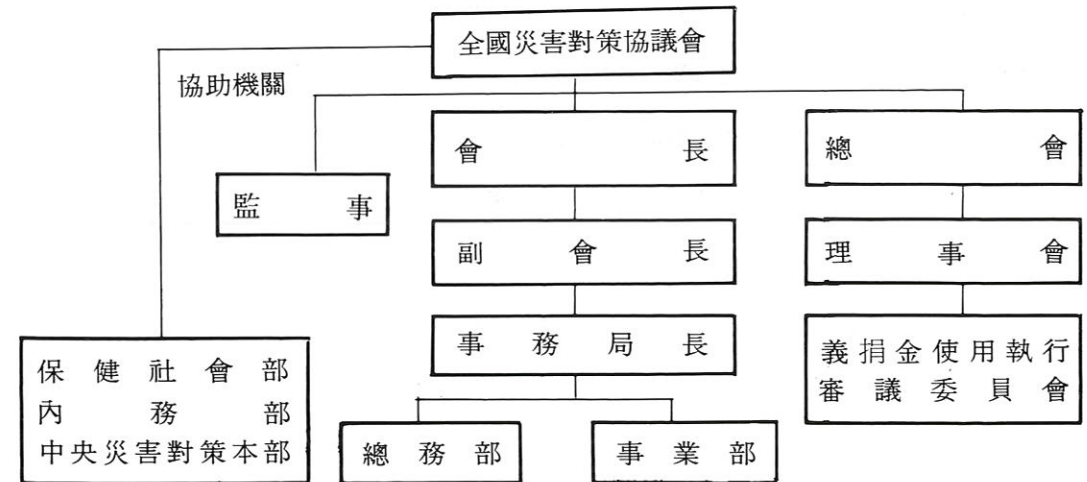 全國災害對策協議會
協助機關
會長
總會
監事
副會長
理事會
事務局長
義捐金使用執行
審議委員會
保健社會部
內務部
中央災害對策本部
總務部
事業部